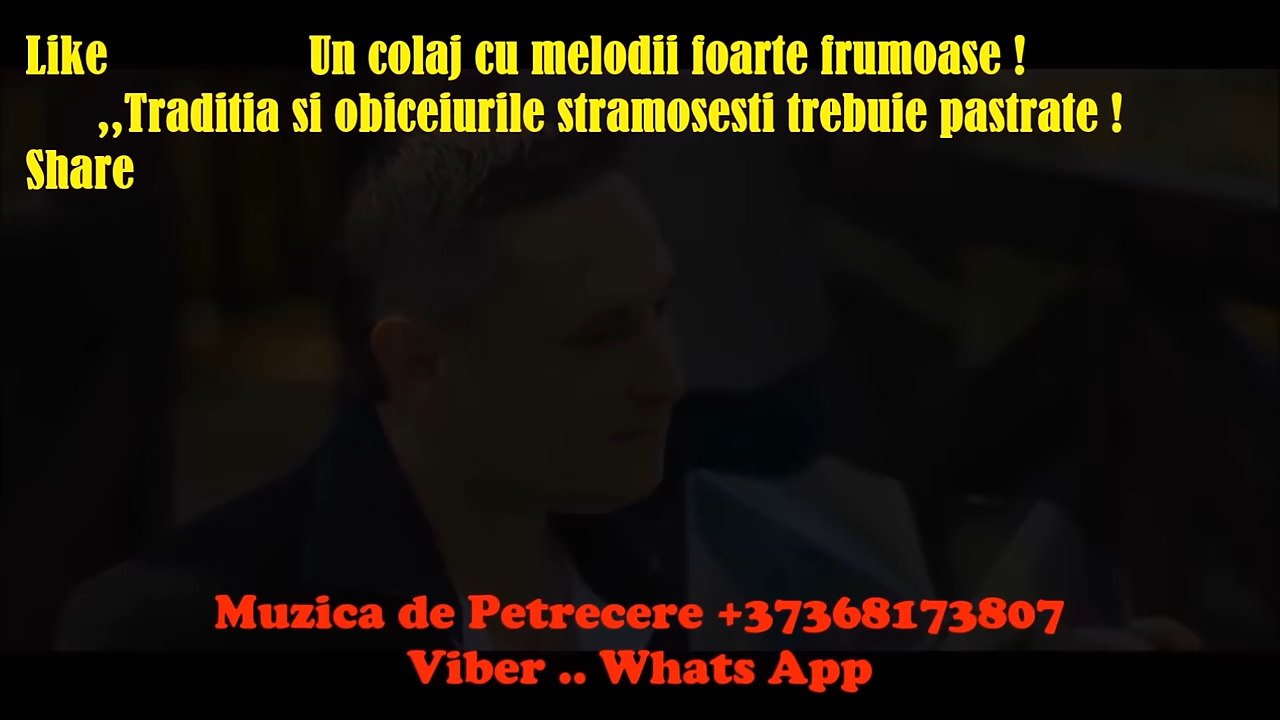 Like Un colaj cu melodii foarte frumoase !
,,Traditia si obiceiurile stramosesti trebuie pastrate !
Share
Muzica de Petrecere +37368173807
Viber .. Whats App